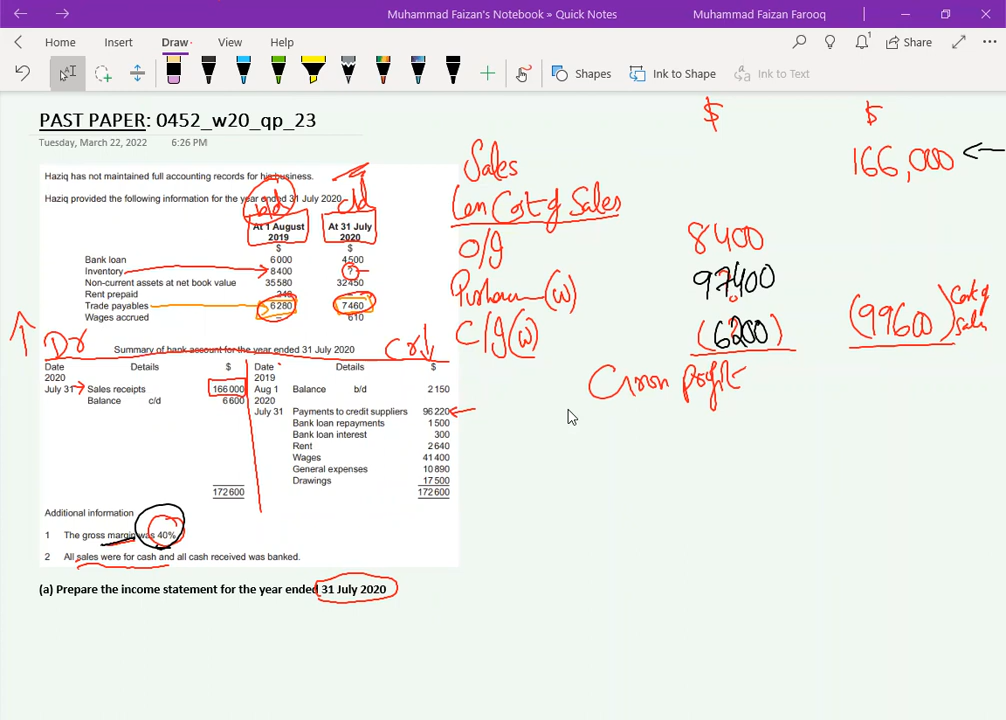 Muhammad Faizan's Notebook » Quick Notes
Muhammad Faizan Farooq
Home Insert Draw View Help
Share
Shapes
Ink to Shape
Ink to Text
PAST PAPER: 0452_w20_qp_23
Tuesday, March 22, 2022 6:26 PM
Haziq has not maintained full accounting records for his business.
Haziq provided the following information for the year ended 31 July 2020
At 1 August At 31 July
2019 2020
$ $
Bank loan 6000 4500
Inventory 8400 ?
Non-current assets at net book value 35580 32450
Rent prepaid 240
Trade payables 6280 7460
Wages accrued 610
Dr Cr
Summary of bank account for the year ended 31 July 2020
Date Details $ Date Details $
2020 2019
July 31 Sales receipts 166000 Aug 1 Balance b/d 2150
Balance c/d 6600 2020
July 31 Payments to credit suppliers 96220
Bank loan repayments 1500
Bank loan interest 300
Rent 2640
Wages 41400
General expenses 10890
Drawings 17500
172600 172600
Additional information
1 The gross margin was 40%
2 All sales were for cash and all cash received was banked.
(a) Prepare the income statement for the year ended 31 July 2020
$ $
Sales 166,000
Less Cost of Sales
O/g 8400
Purchases (w) 97400
C/g (w) (6200) (99600) Cost of Sales
Gross profit